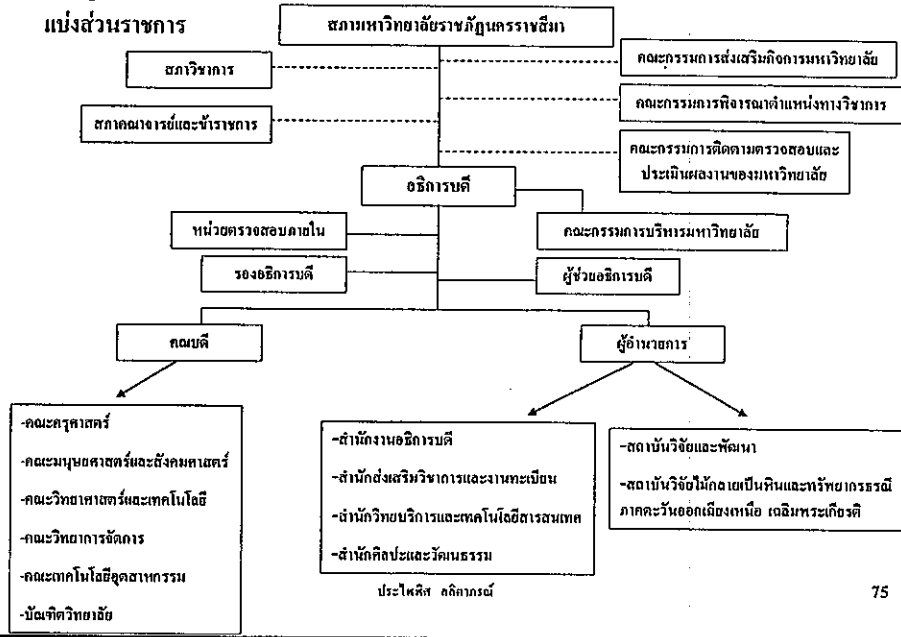 แบ่งส่วนราชการ
สภามหาวิทยาลัยราชภัฏนครราชสีมา
สภาวิชาการ
คณะกรรมการส่งเสริมกิจการมหาวิทยาลัย
คณะกรรมการพิจารณาตำแหน่งทางวิชาการ
สภาคณาจารย์และข้าราชการ
คณะกรรมการติดตามตรวจสอบและ
ประเมินผลงานของมหาวิทยาลัย
อธิการบดี
หน่วยตรวจสอบภายใน
คณะกรรมการบริหารมหาวิทยาลัย
รองอธิการบดี
ผู้ช่วยอธิการบดี
คณบดี
ผู้อำนวยการ
-คณะครุศาสตร์
-คณะมนุษยศาสตร์และสังคมศาสตร์
-คณะวิทยาศาสตร์และเทคโนโลยี
-คณะวิทยาการจัดการ
-คณะเทคโนโลยีอุตสาหกรรม
-บัณฑิตวิทยาลัย
-สำนักงานอธิการบดี
-สำนักส่งเสริมวิชาการและงานทะเบียน
-สำนักวิทยบริการและเทคโนโลยีสารสนเทศ
-สำนักศิลปะและวัฒนธรรม
-สถาบันวิจัยและพัฒนา
-สถาบันวิจัยไม้กลายเป็นหินและทรัพยากรธรณี
ภาคตะวันออกเฉียงเหนือ เฉลิมพระเกียรติ
75